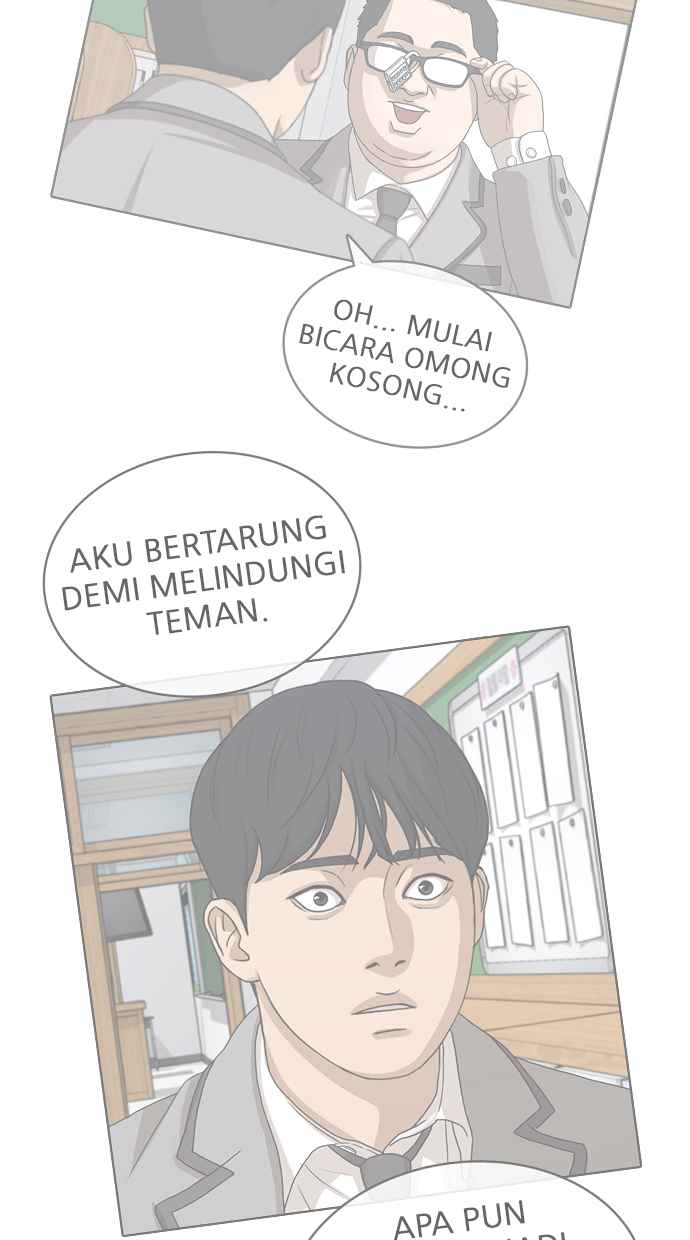 OH... MULAI
BICARA OMONG
KOSONG...
AKU BERTARUNG
DEMI MELINDUNGI
TEMAN.
APA PUN